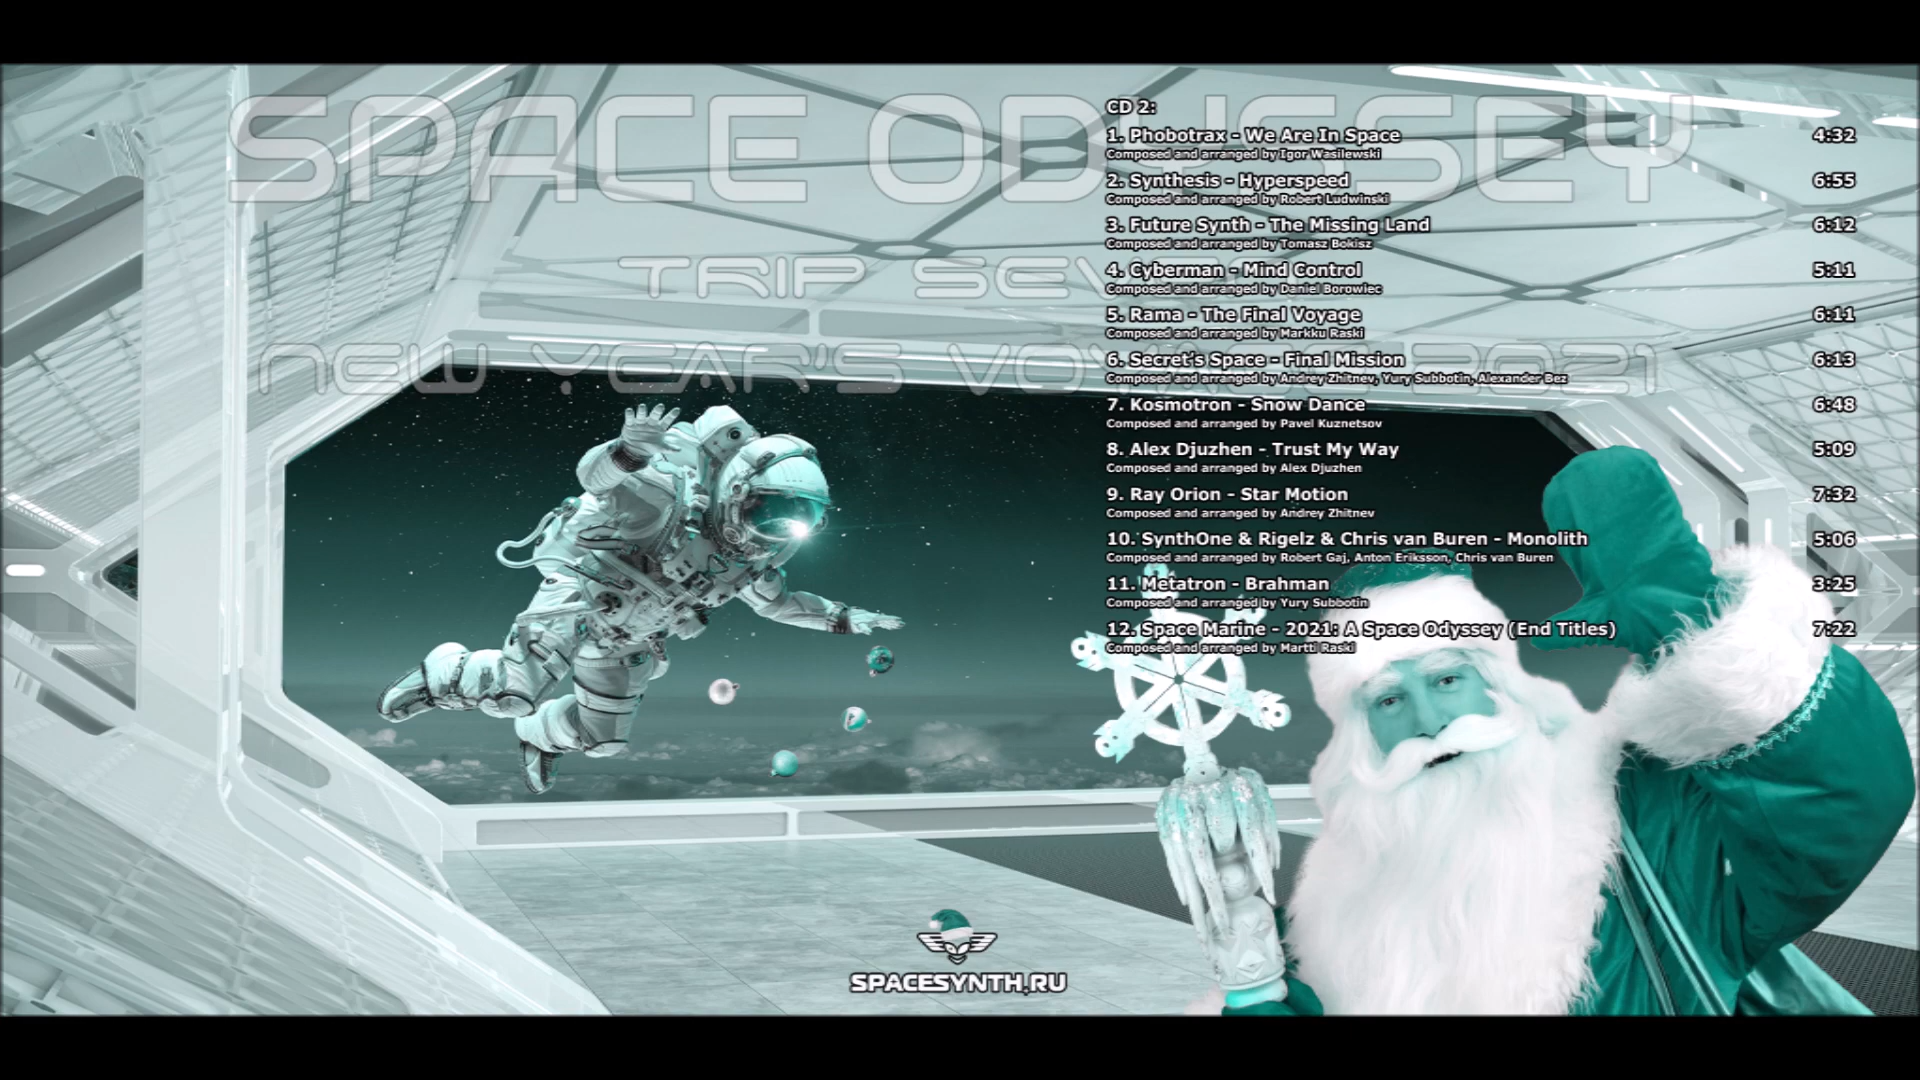 SPACE ODYSSEY
TRIP SEV
NEW YEAR'S VO 2021
CD 2:
1. Phobotrax - We Are In Space 4:32
Composed and arranged by Igor Wasilewski
2. Synthesis - Hyperspeed 6:55
Composed and arranged by Robert Ludwinski
3. Future Synth - The Missing Land 6:12
Composed and arranged by Tomasz Bokisz
4. Cyberman - Mind Control 5:11
Composed and arranged by Daniel Borowiec
5. Rama - The Final Voyage 6:11
Composed and arranged by Markku Raski
6. Secret's Space - Final Mission 6:13
Composed and arranged by Andrey Zhitnev, Yury Subbotin, Alexander Bez
7. Kosmotron - Snow Dance 6:48
Composed and arranged by Pavel Kuznetsov
8. Alex Djuzhen - Trust My Way 5:09
Composed and arranged by Alex Djuzhen
9. Ray Orion - Star Motion 7:32
Composed and arranged by Andrey Zhitnev
10. SynthOne & Rigelz & Chris van Buren - Monolith 5:06
Composed and arranged by Robert Gaj, Anton Eriksson, Chris van Buren
11. Metatron - Brahman 3:25
Composed and arranged by Yury Subbotin
12. Space Marine - 2021: A Space Odyssey (End Titles) 7:22
Composed and arranged by Martti Raski
SPACESYNTH.RU